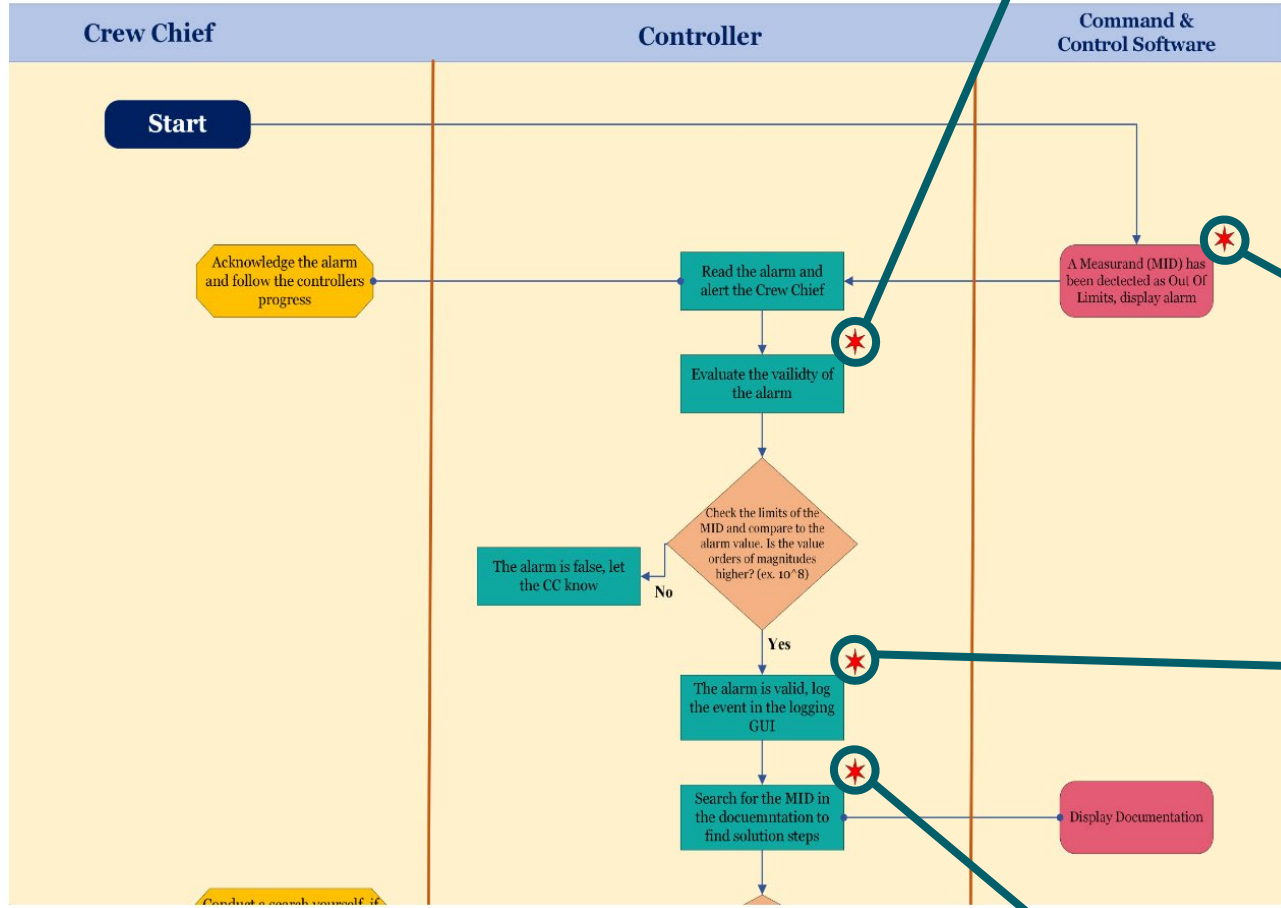 Crew Chief
Controller
Command &
Control Software
Start
Acknowledge the alarm
and follow the controllers
progress
Read the alarm and
alert the Crew Chief
A Measurand (MID) has
been dectected as Out Of
Limits, display alarm
Evaluate the vailidty of
the alarm
Check the limits of the
MID and compare to the
alarm value. Is the value
orders of magnitudes
higher? (ex. 10^8)
The alarm is false, let
the CC know
No
Yes
The alarm is valid, log
the event in the logging
GUI
Search for the MID in
the docuemntation to
find solution steps
Display Documentation
Conduct a search yourself, if